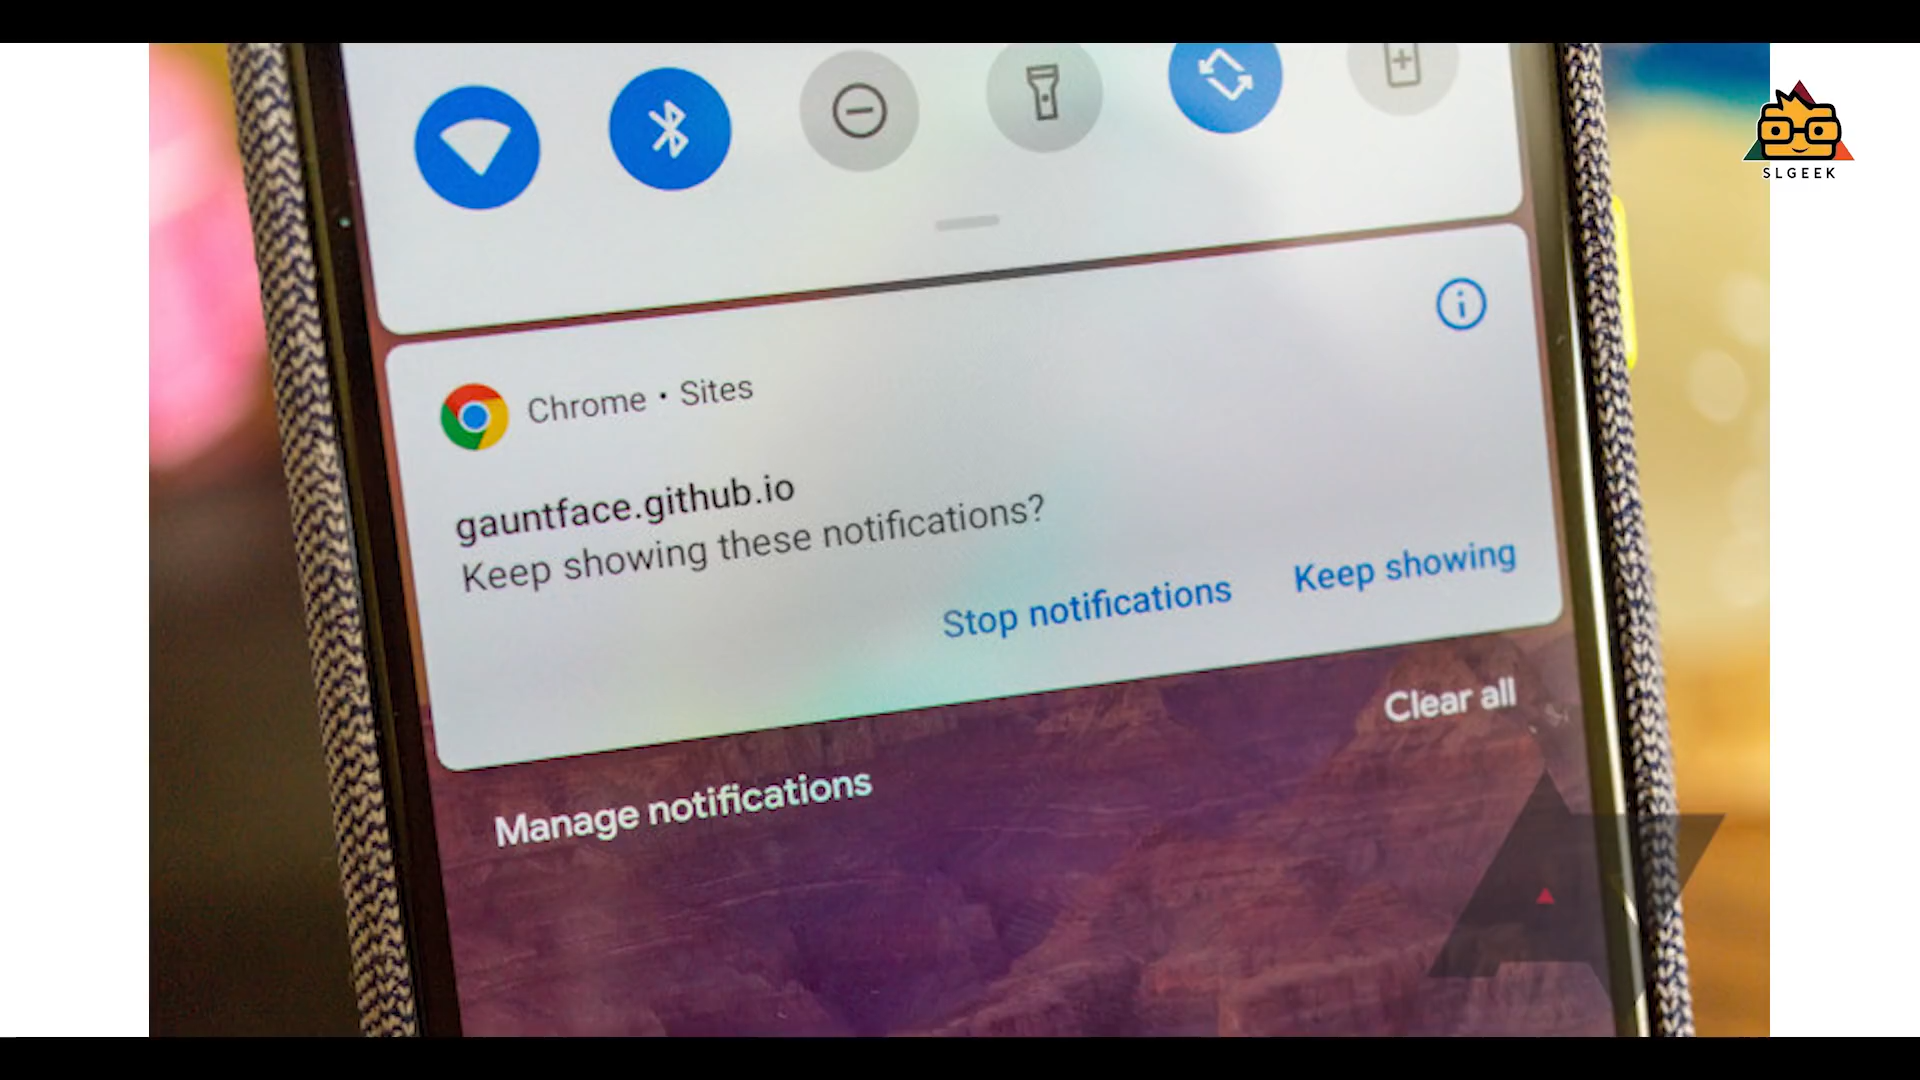 SLGEEK
Chrome • Sites
gauntface.github.io
Keep showing these notifications?
Stop notifications
Keep showing
Clear all
Manage notifications